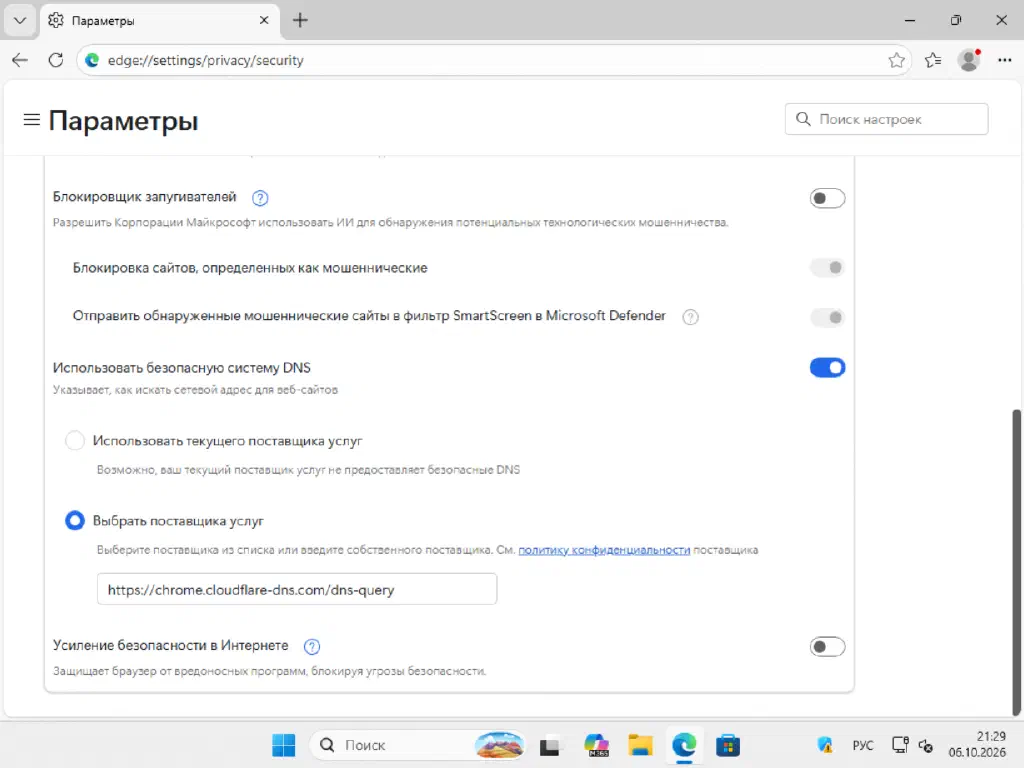 Параметры
edge://settings/privacy/security
Параметры
Поиск настроек
Блокировщик запугивателей
Разрешить Корпорации Майкрософт использовать ИИ для обнаружения потенциальных технологических мошенничества.
Блокировка сайтов, определенных как мошеннические
Отправить обнаруженные мошеннические сайты в фильтр SmartScreen в Microsoft Defender
Использовать безопасную систему DNS
Указывает, как искать сетевой адрес для веб-сайтов
Использовать текущего поставщика услуг
Возможно, ваш текущий поставщик услуг не предоставляет безопасные DNS
Выбрать поставщика услуг
Выберите поставщика из списка или введите собственного поставщика. См. политику конфиденциальности поставщика
https://chrome.cloudflare-dns.com/dns-query
Усиление безопасности в Интернете
Защищает браузер от вредоносных программ, блокируя угрозы безопасности.
Поиск
M365
РУС
21:29
06.10.2026